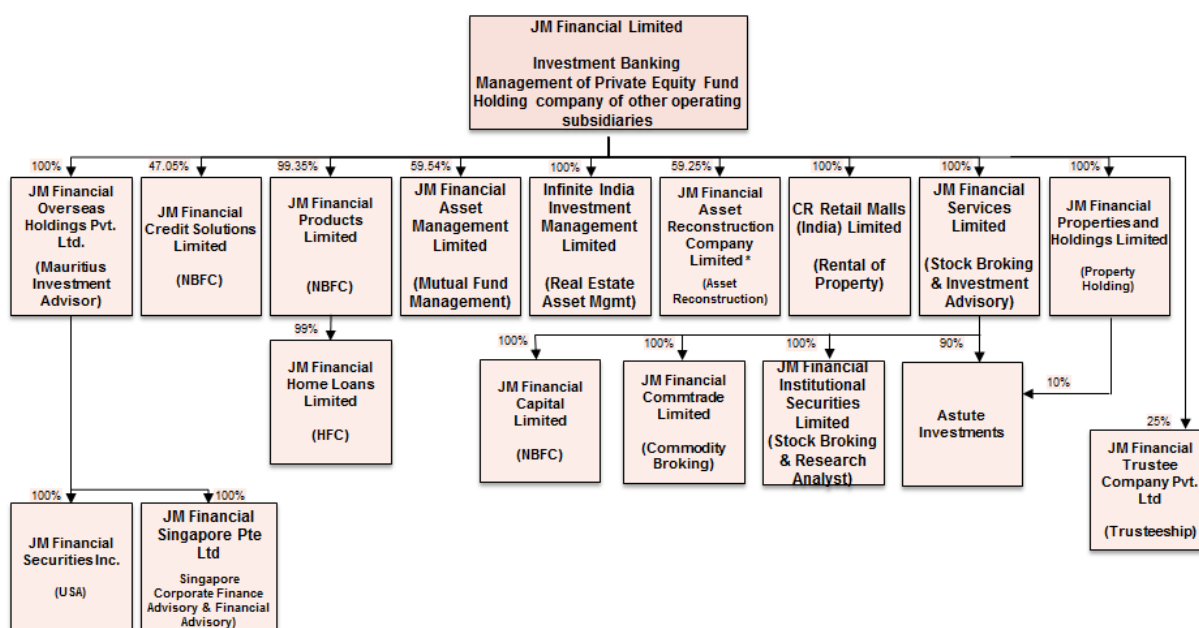 JM Financial Limited
Investment Banking
Management of Private Equity Fund
Holding company of other operating
subsidiaries
100%
47.05%
99.35%
59.54%
100%
59.25%
100%
100%
100%
JM Financial
Overseas
Holdings Pvt.
Ltd.
(Mauritius
Investment
Advisor)
JM Financial
Credit Solutions
Limited
(NBFC)
JM Financial
Products
Limited
(NBFC)
JM Financial
Asset
Management
Limited
(Mutual Fund
Management)
Infinite India
Investment
Management
Limited
(Real Estate
Asset Mgmt)
JM Financial
Asset
Reconstruction
Company
Limited *
(Asset
Reconstruction)
CR Retail Malls
(India) Limited
(Rental of
Property)
JM Financial
Services
Limited
(Stock Broking
& Investment
Advisory)
JM Financial
Properties and
Holdings Limited
(Property
Holding)
99%
JM Financial
Home Loans
Limited
(HFC)
100%
100%
100%
90%
10%
JM Financial
Capital
Limited
(NBFC)
JM Financial
Commtrade
Limited
(Commodity
Broking)
JM Financial
Institutional
Securities
Limited
(Stock Broking
& Research
Analyst)
Astute
Investments
25%
JM Financial
Trustee
Company Pvt.
Ltd
(Trusteeship)
100%
100%
JM Financial
Securities Inc.
(USA)
JM Financial
Singapore Pte
Ltd
Singapore
Corporate Finance
Advisory & Financial
Advisory)